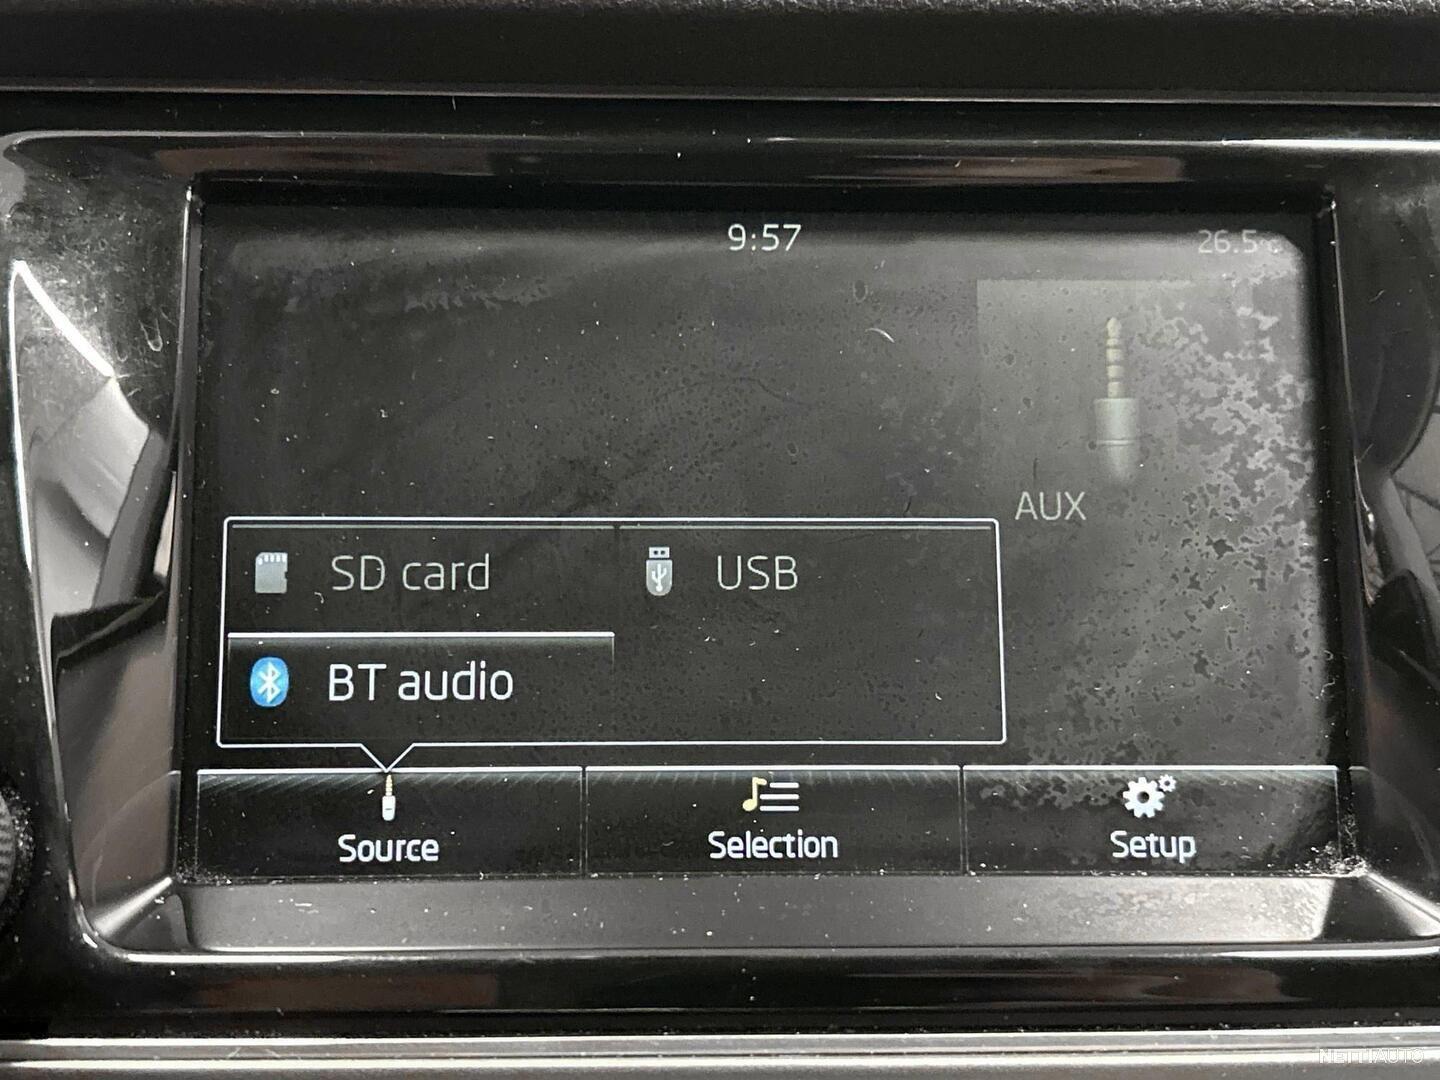 9:57
26.5°C
AUX
SD card
USB
BT audio
Source
Selection
Setup
NETTIAUTO